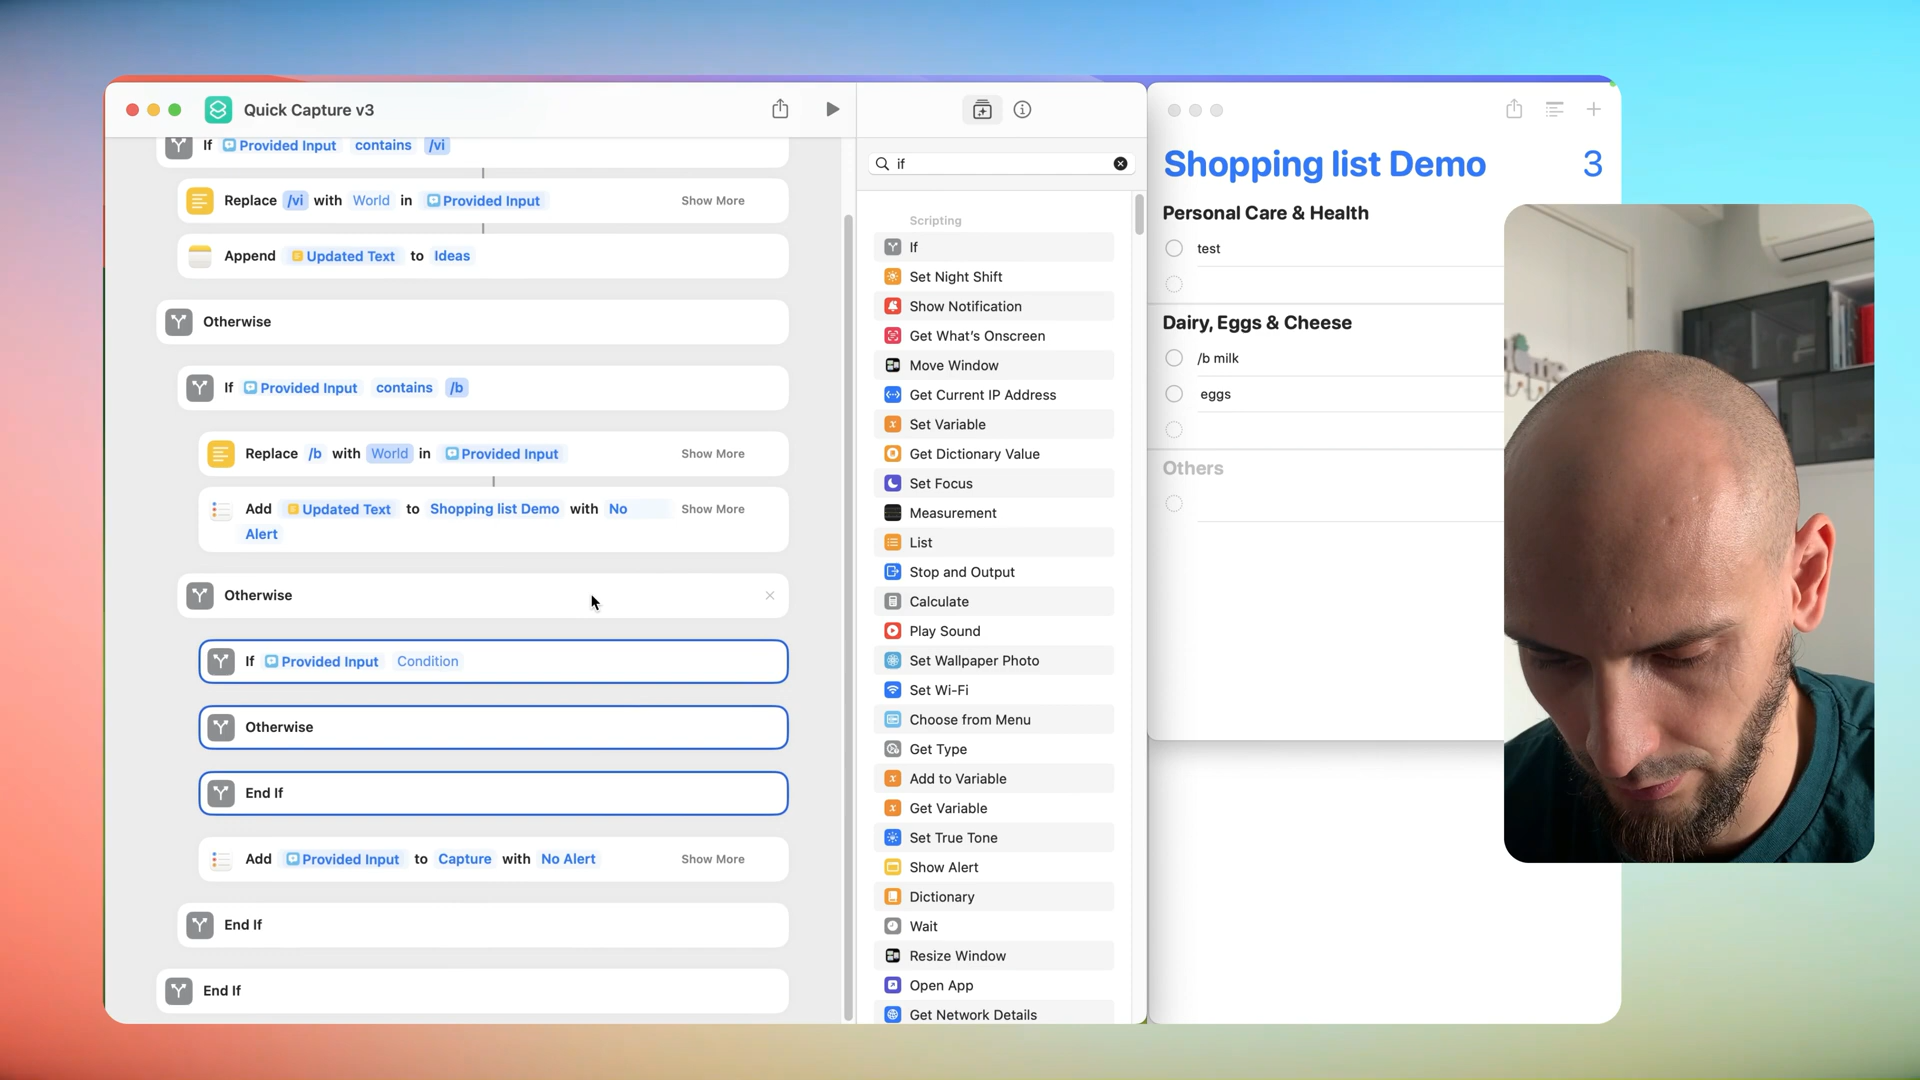 Quick Capture v3
If Provided Input contains /vi
Replace /vi with World in Provided Input Show More
Append Updated Text to Ideas
Otherwise
If Provided Input contains /b
Replace /b with World in Provided Input Show More
Add Updated Text to Shopping list Demo with No Show More
Alert
Otherwise
If Provided Input Condition
Otherwise
End If
Add Provided Input to Capture with No Alert Show More
End If
End If
if
Scripting
If
Set Night Shift
Show Notification
Get What's Onscreen
Move Window
Get Current IP Address
Set Variable
Get Dictionary Value
Set Focus
Measurement
List
Stop and Output
Calculate
Play Sound
Set Wallpaper Photo
Set Wi-Fi
Choose from Menu
Get Type
Add to Variable
Get Variable
Set True Tone
Show Alert
Dictionary
Wait
Resize Window
Open App
Get Network Details
Shopping list Demo 3
Personal Care & Health
test
Dairy, Eggs & Cheese
/b milk
eggs
Others